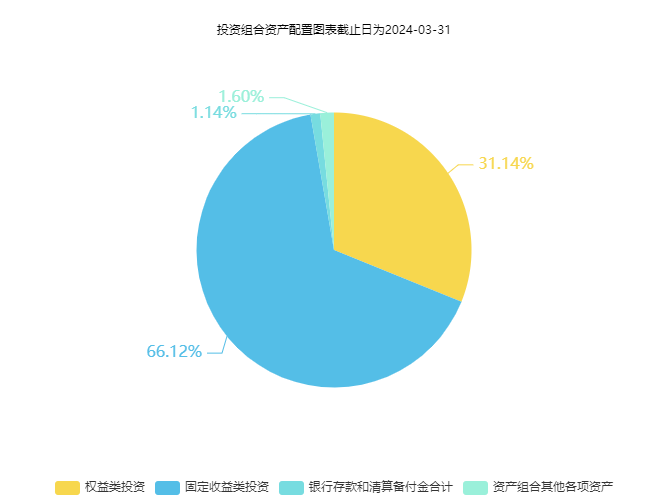 投资组合资产配置图表截止日为2024-03-31
1.60%
1.14%
31.14%
66.12%
权益类投资 固定收益类投资 银行存款和清算备付金合计 资产组合其他各项资产